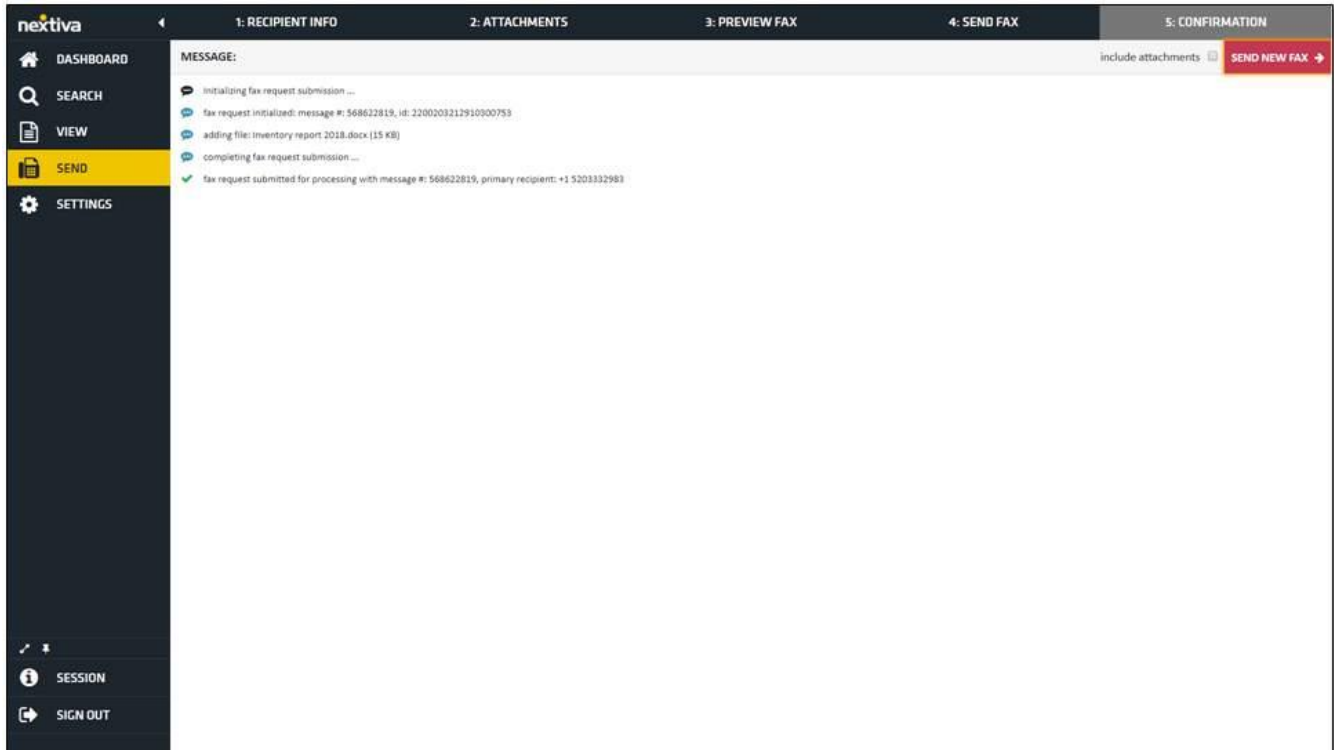 nextiva
1: RECIPIENT INFO
2: ATTACHMENTS
3: PREVIEW FAX
4: SEND FAX
5: CONFIRMATION
DASHBOARD
SEARCH
VIEW
SEND
SETTINGS
MESSAGE:
include attachments
SEND NEW FAX
Initializing fax request submission ...
fax request initialized: message #: 568622819, id: 2200203212910300753
adding file: Inventory report 2018.docx (15 KB)
completing fax request submission ...
fax request submitted for processing with message #: 568622819, primary recipient: +1 5203332983
SESSION
SIGN OUT